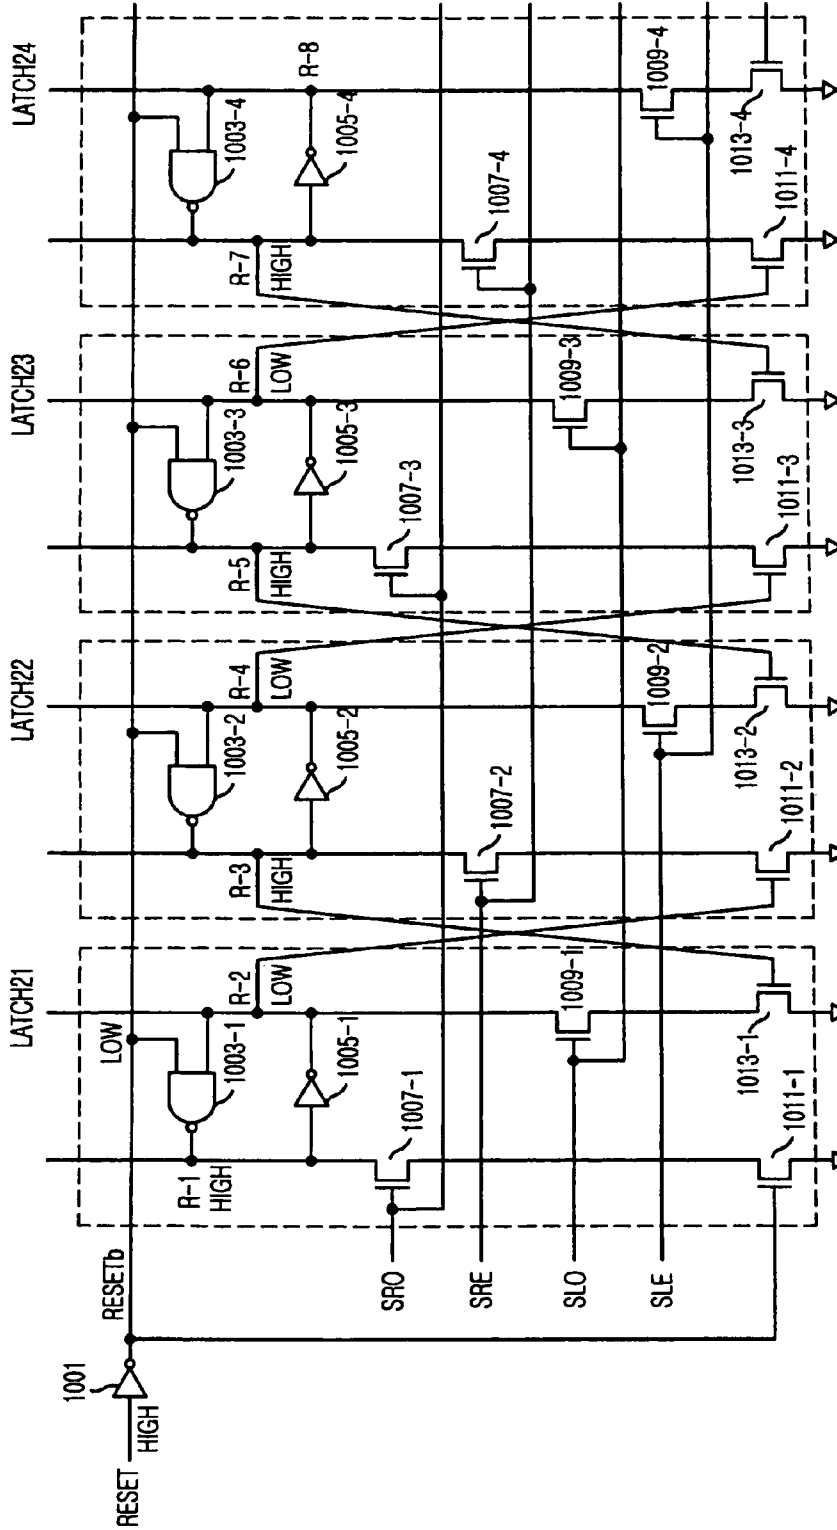 RESET
HIGH
1001
RESETb
LATCH21
LOW
1003-1
R-1
HIGH
R-2
LOW
1005-1
1007-1
1009-1
1013-1
1011-1
LATCH22
1003-2
R-3
HIGH
R-4
LOW
1005-2
1007-2
1009-2
1013-2
1011-2
LATCH23
1003-3
R-5
HIGH
R-6
LOW
1005-3
1007-3
1009-3
1013-3
1011-3
LATCH24
1003-4
R-7
HIGH
R-8
1005-4
1007-4
1009-4
1013-4
1011-4
SRO
SRE
SLO
SLE